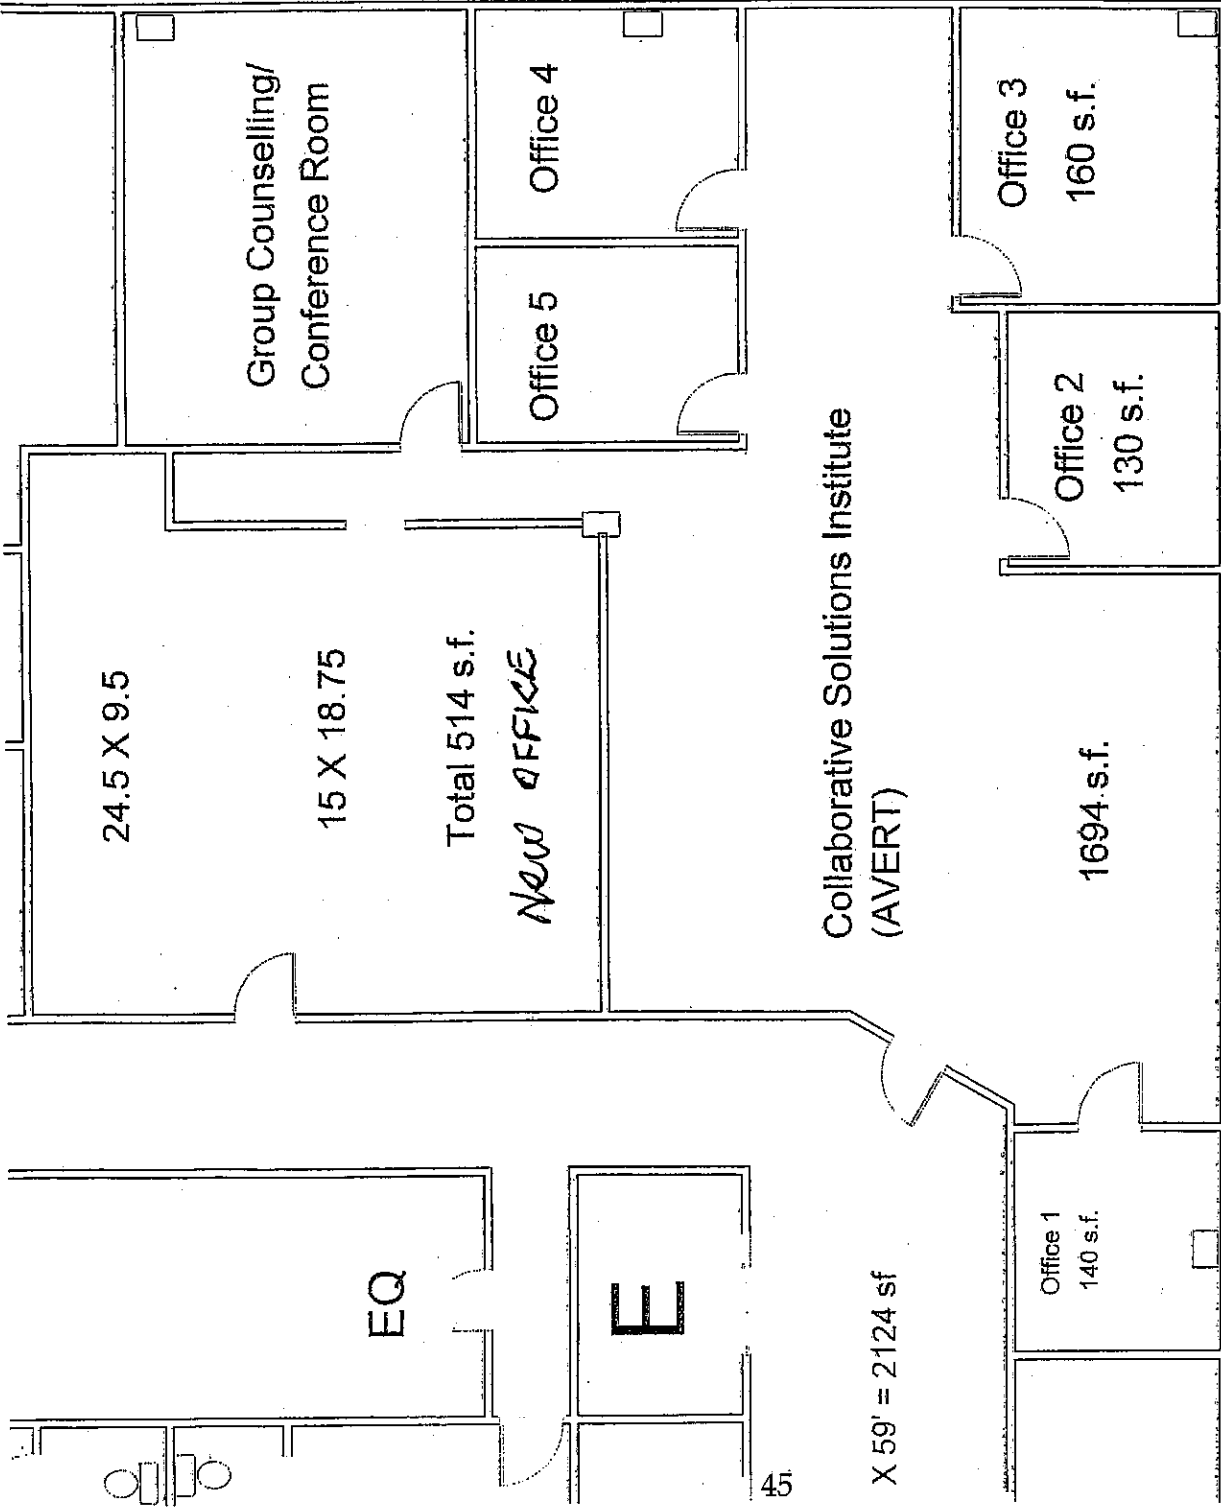 Group Counselling/
Conference Room
Office 4
Office 5
Office 3
160 s.f.
Office 2
130 s.f.
24.5 X 9.5
15 X 18.75
Total 514 s.f.
New OFFICE
Collaborative Solutions Institute
(AVERT)
1694 s.f.
EQ
E
Office 1
140 s.f.
X 59' = 2124 sf
45